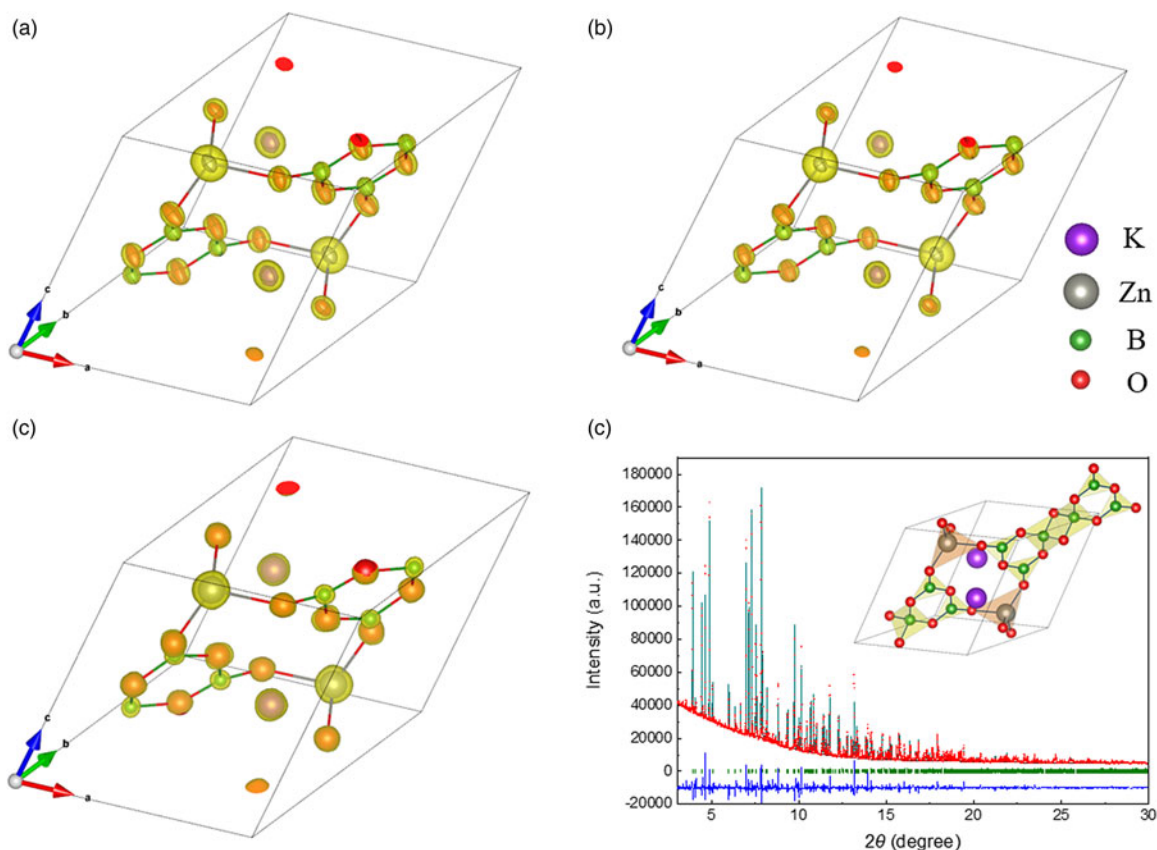 (a)
c
b
a
(b)
c
b
a
K
Zn
B
O
(c)
c
b
a
(c)
Intensity (a.u.)
180000
160000
140000
120000
100000
80000
60000
40000
20000
0
-20000
5
10
15
20
25
30
2θ (degree)